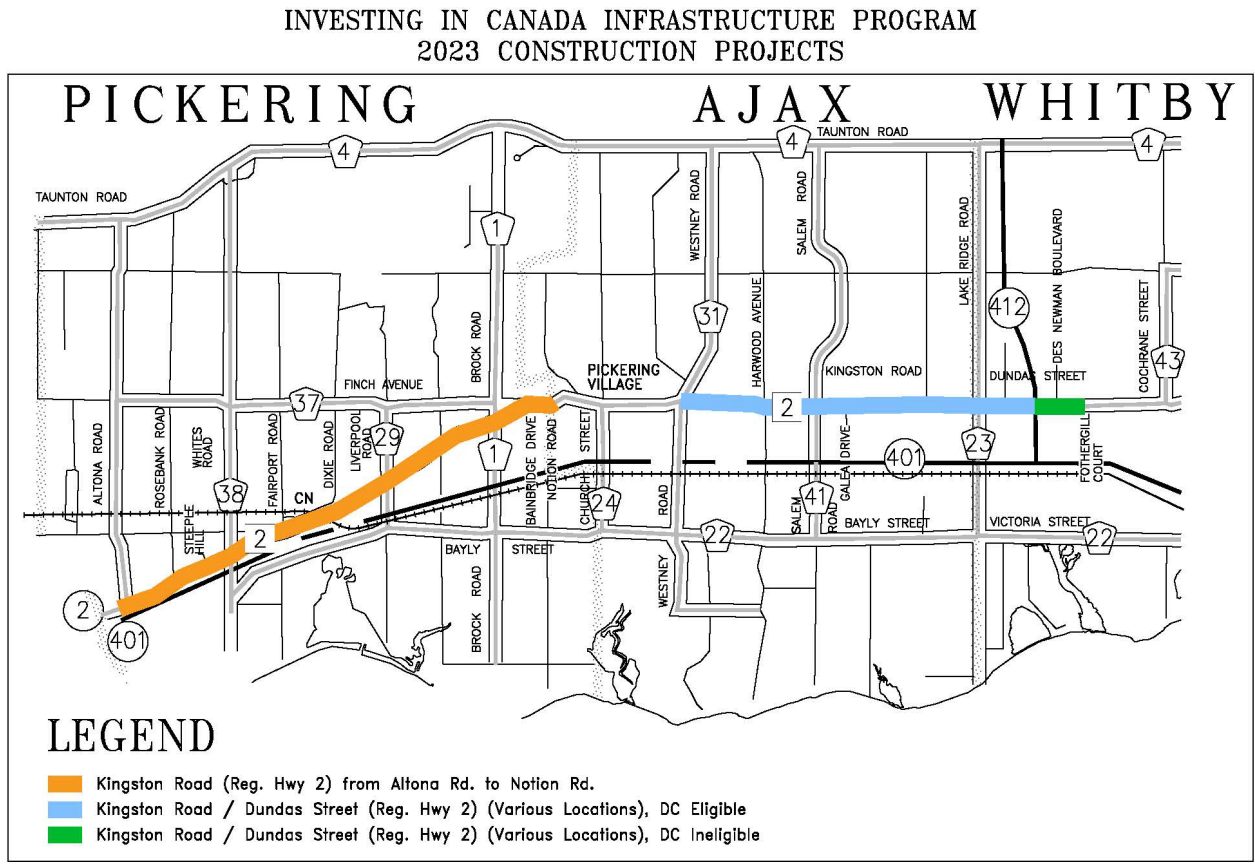 INVESTING IN CANADA INFRASTRUCTURE PROGRAM
2023 CONSTRUCTION PROJECTS
PICKERING
AJAX
WHITBY
4
TAUNTON ROAD
4
4
TAUNTON ROAD
1
WESTNEY ROAD
SALEM ROAD
LAKE RIDGE ROAD
DES NEWMAN BOULEVARD
412
31
HARWOOD AVENUE
BROCK ROAD
COCHRANE STREET
43
PICKERING
VILLAGE
KINGSTON ROAD
DUNDAS STREET
FINCH AVENUE
37
2
ALTONA ROAD
ROSEBANK ROAD
WHITES
ROAD
FAIRPORT ROAD
DIXIE ROAD
LIVERPOOL
ROAD
29
1
BAINBRIDGE DRIVE
NOTION ROAD
CHURCH STREET
GALEA DRIVE
23
401
FOTHERGILL
COURT
38
CN
24
WESTNEY ROAD
41
SALEM
ROAD
STEEPLE
HILL
2
BAYLY STREET
22
BAYLY STREET
VICTORIA STREET
22
BROCK ROAD
2
401
LEGEND
Kingston Road (Reg. Hwy 2) from Altona Rd. to Notion Rd.
Kingston Road / Dundas Street (Reg. Hwy 2) (Various Locations), DC Eligible
Kingston Road / Dundas Street (Reg. Hwy 2) (Various Locations), DC Ineligible